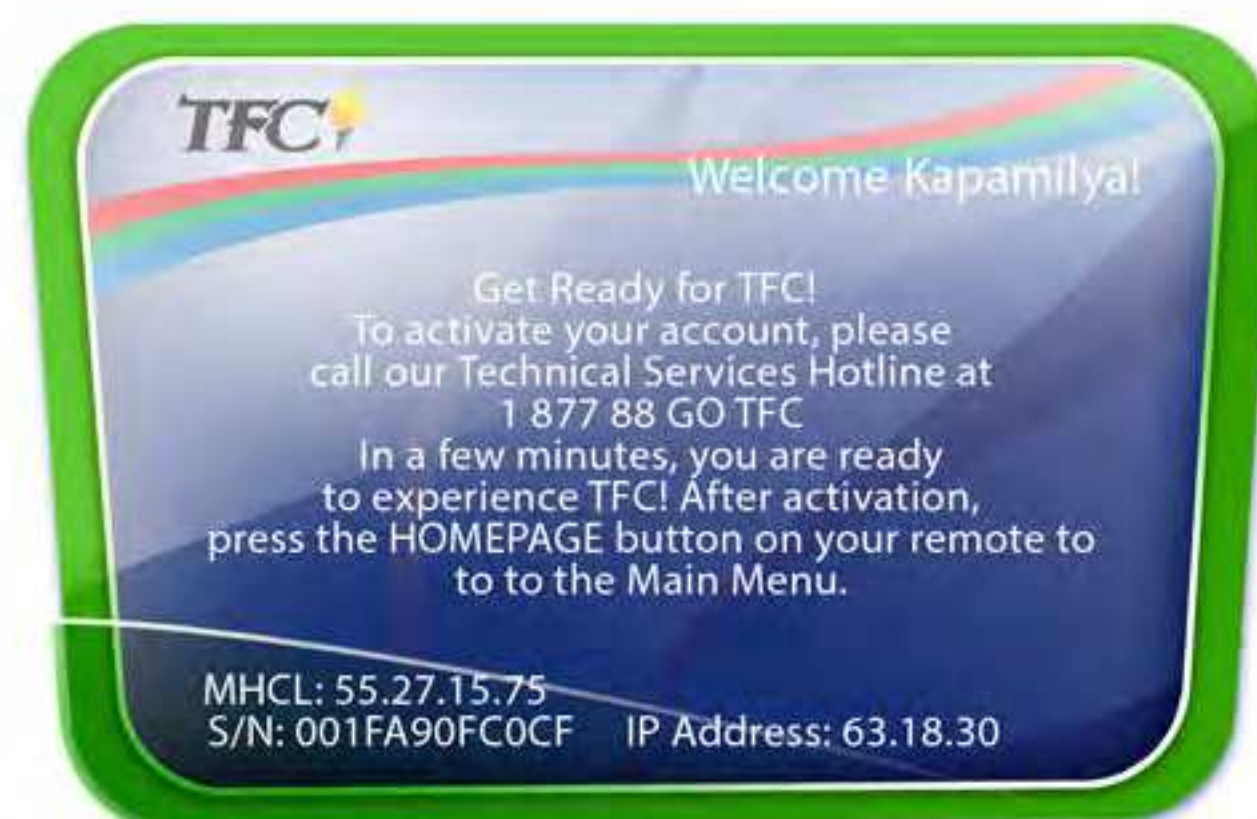 TFC
Welcome Kapamilya!
Get Ready for TFC!
To activate your account, please
call our Technical Services Hotline at
1 877 88 GO TFC
In a few minutes, you are ready
to experience TFC! After activation,
press the HOMEPAGE button on your remote to
to to the Main Menu.
MHCL: 55.27.15.75
S/N: 001FA90FC0CF IP Address: 63.18.30